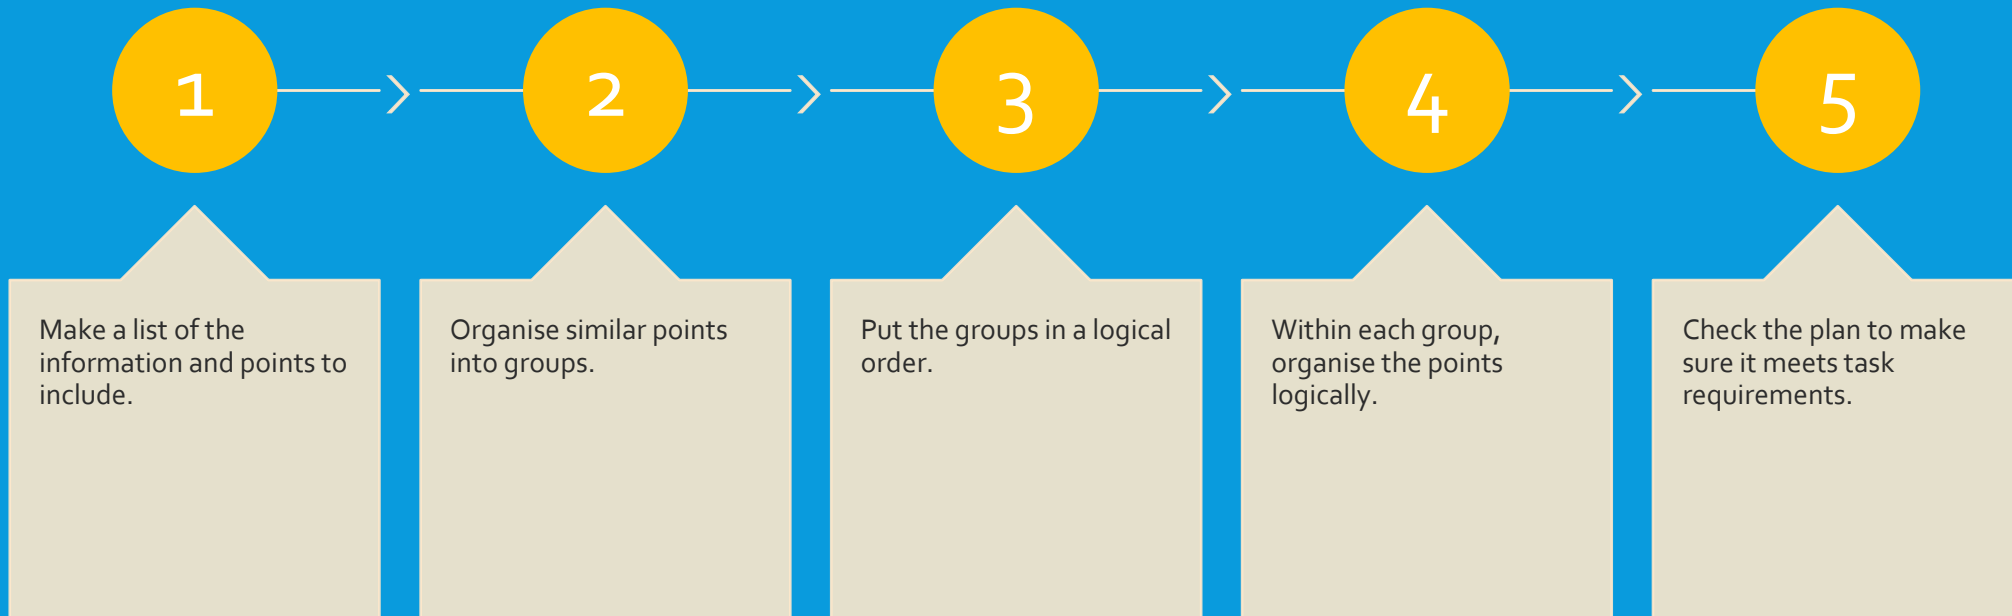 1
2
3
4
5
Make a list of the
information and points to
include.
Organise similar points
into groups.
Put the groups in a logical
order.
Within each group,
organise the points
logically.
Check the plan to make
sure it meets task
requirements.